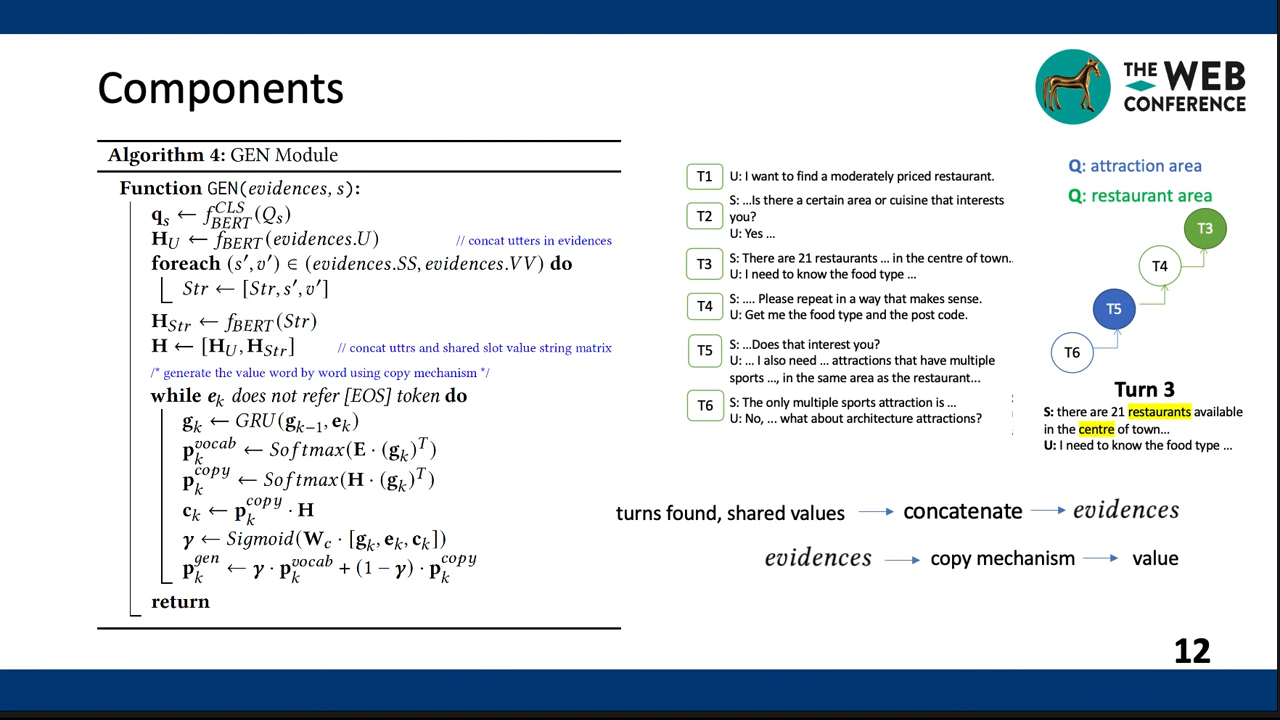 Components
THE WEB
CONFERENCE
Algorithm 4: GEN Module
Function GEN(evidences, s):
q_s ← f_BERT^CLS(Q_s)
H_U ← f_BERT(evidences.U) // concat utters in evidences
foreach (s′, v′) ∈ (evidences.SS, evidences.VV) do
Str ← [Str, s′, v′]
H_Str ← f_BERT(Str)
H ← [H_U, H_Str] // concat uttrs and shared slot value string matrix
/* generate the value word by word using copy mechanism */
while e_k does not refer [EOS] token do
g_k ← GRU(g_{k−1}, e_k)
p_k^vocab ← Softmax(E · (g_k)^T)
p_k^copy ← Softmax(H · (g_k)^T)
c_k ← p_k^copy · H
γ ← Sigmoid(W_c · [g_k, e_k, c_k])
p_k^gen ← γ · p_k^vocab + (1 − γ) · p_k^copy
return
T1 U: I want to find a moderately priced restaurant.
T2 S: ...Is there a certain area or cuisine that interests
you?
U: Yes ...
T3 S: There are 21 restaurants ... in the centre of town..
U: I need to know the food type ...
T4 S: .... Please repeat in a way that makes sense.
U: Get me the food type and the post code.
T5 S: ...Does that interest you?
U: ... I also need ... attractions that have multiple
sports ..., in the same area as the restaurant...
T6 S: The only multiple sports attraction is ...
U: No, ... what about architecture attractions?
Q: attraction area
Q: restaurant area
T3
T4
T5
T6
Turn 3
S: there are 21 restaurants available
in the centre of town...
U: I need to know the food type ...
turns found, shared values → concatenate → evidences
evidences → copy mechanism → value
12